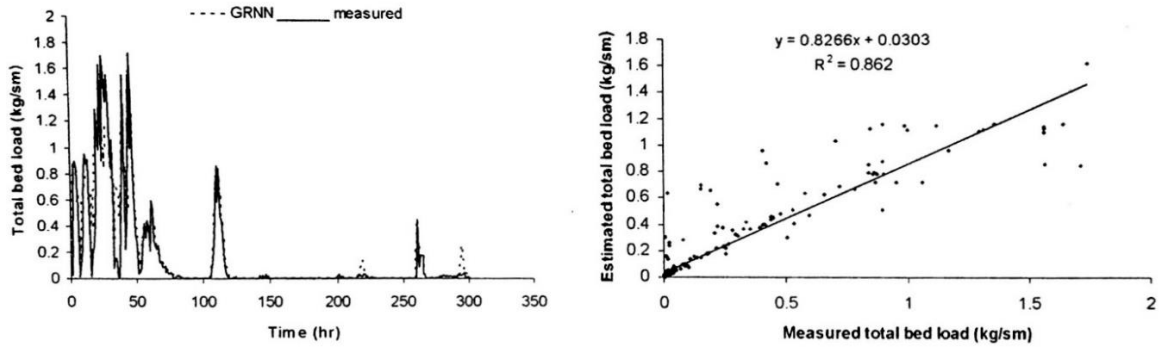 GRNN measured
Total bed load (kg/sm)
2
1.8
1.6
1.4
1.2
1
0.8
0.6
0.4
0.2
0
0 50 100 150 200 250 300 350
Time (hr)
y = 0.8266x + 0.0303
R² = 0.862
Estimated total bed load (kg/sm)
1.8
1.6
1.4
1.2
1
0.8
0.6
0.4
0.2
0
0 0.5 1 1.5 2
Measured total bed load (kg/sm)